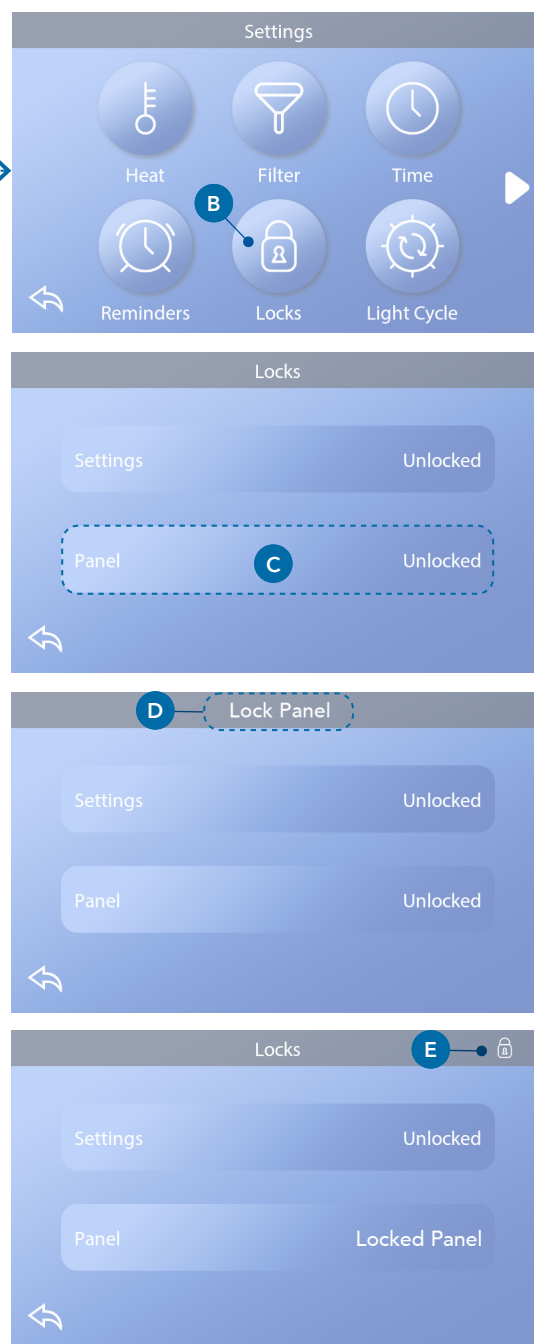 Settings
Heat Filter Time
B
Reminders Locks Light Cycle
Locks
Settings Unlocked
Panel C Unlocked
D Lock Panel
Settings Unlocked
Panel Unlocked
Locks E
Settings Unlocked
Panel Locked Panel